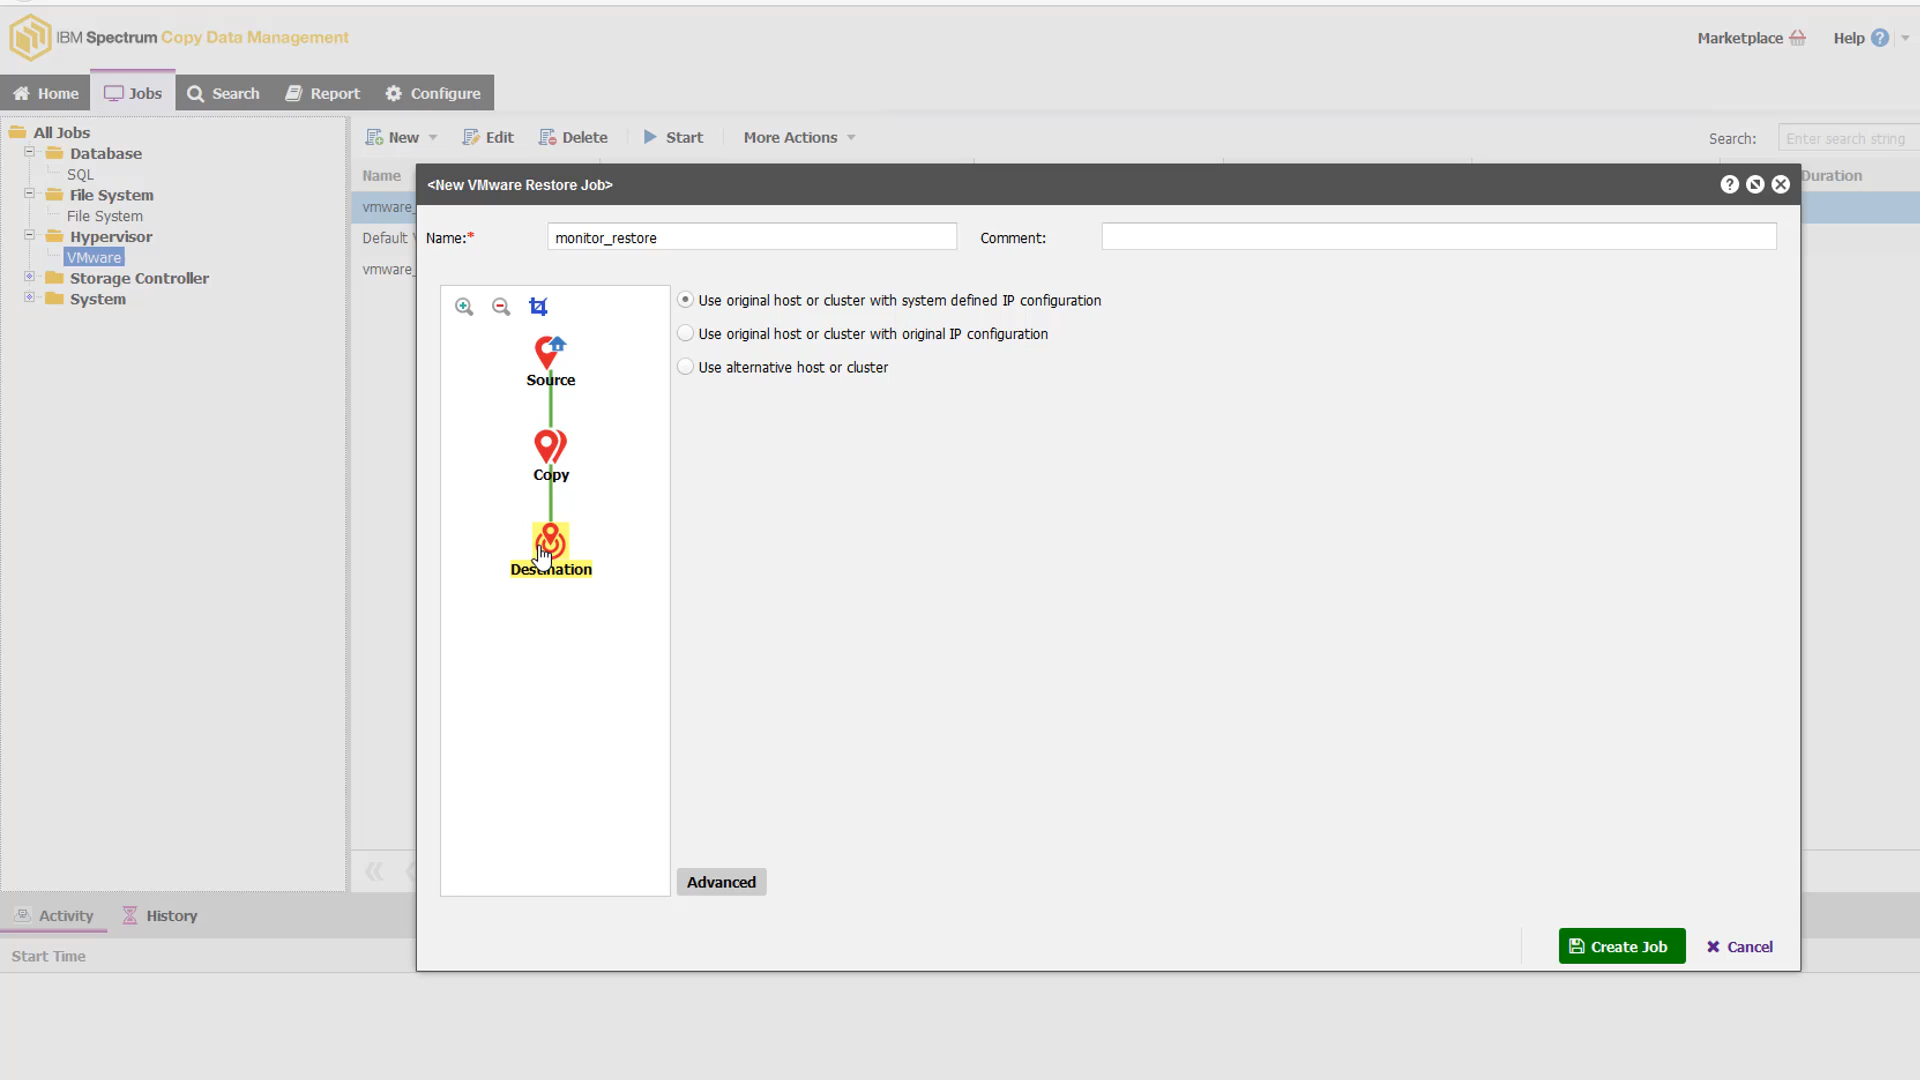 IBM Spectrum Copy Data Management
Marketplace
Help ?
Home
Jobs
Search
Report
Configure
All Jobs
Database
SQL
File System
File System
Hypervisor
VMware
Storage Controller
System
New
Edit
Delete
Start
More Actions
Search:
Enter search string
Name
Duration
vmware_
Default
vmware_
<New VMware Restore Job>
Name:*
monitor_restore
Comment:
Source
Copy
Destination
Use original host or cluster with system defined IP configuration
Use original host or cluster with original IP configuration
Use alternative host or cluster
Advanced
Create Job
Cancel
Activity
History
Start Time